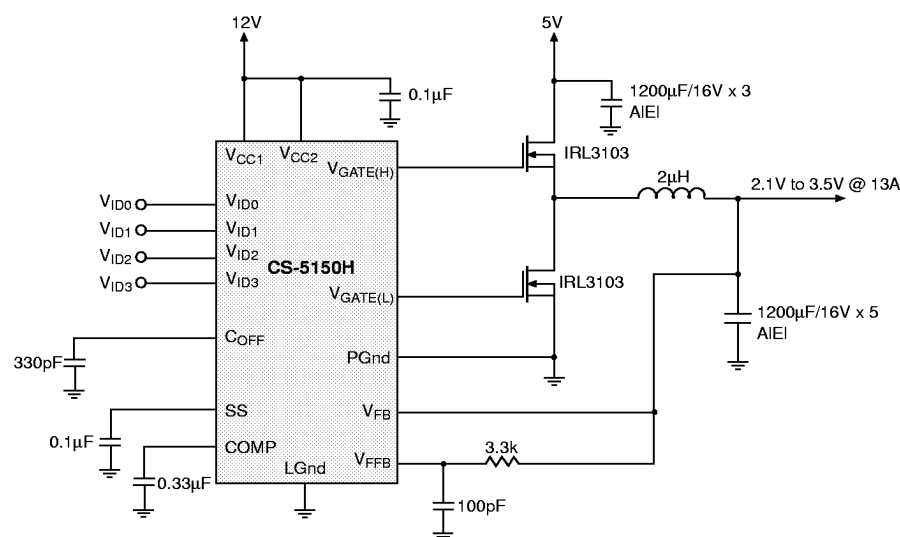 12V
5V
0.1µF
1200µF/16V x 3
AlEl
VCC1
VCC2
VGATE(H)
IRL3103
2µH
2.1V to 3.5V @ 13A
VID0
VID0
VID1
VID1
VID2
VID2
CS-5150H
VID3
VID3
VGATE(L)
IRL3103
1200µF/16V x 5
AlEl
COFF
330pF
PGnd
SS
VFB
0.1µF
COMP
3.3k
LGnd
VFFB
0.33µF
100pF